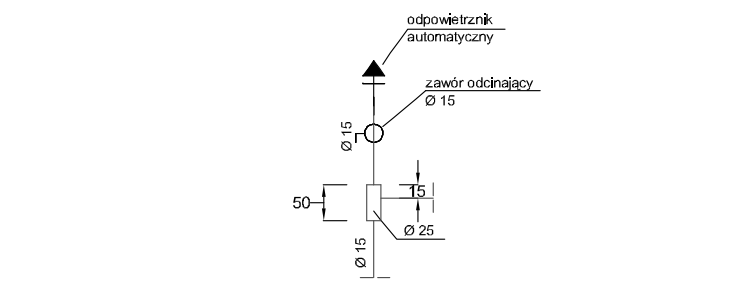 odpowietrznik
automatyczny
zawór odcinający
Ø 15
Ø 15
15
50
Ø 25
Ø 15